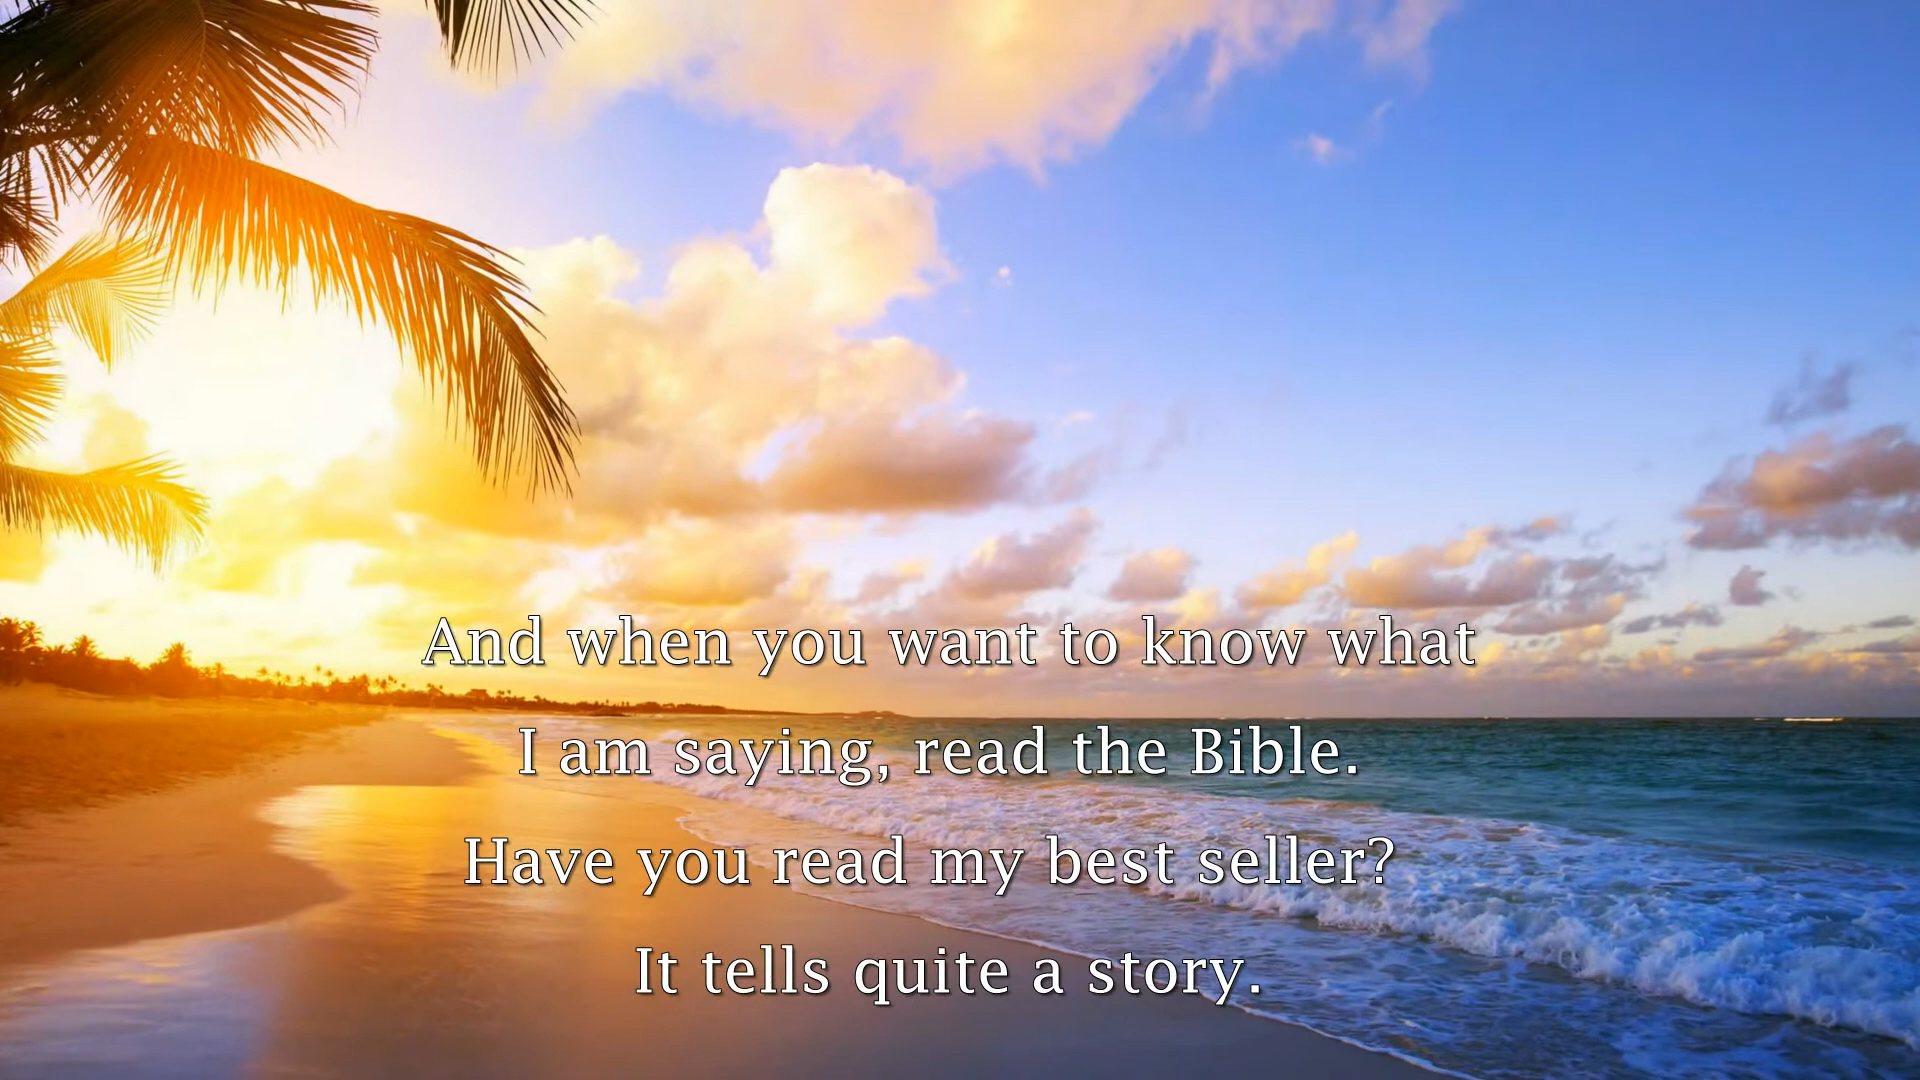 And when you want to know what
I am saying, read the Bible.
Have you read my best seller?
It tells quite a story.